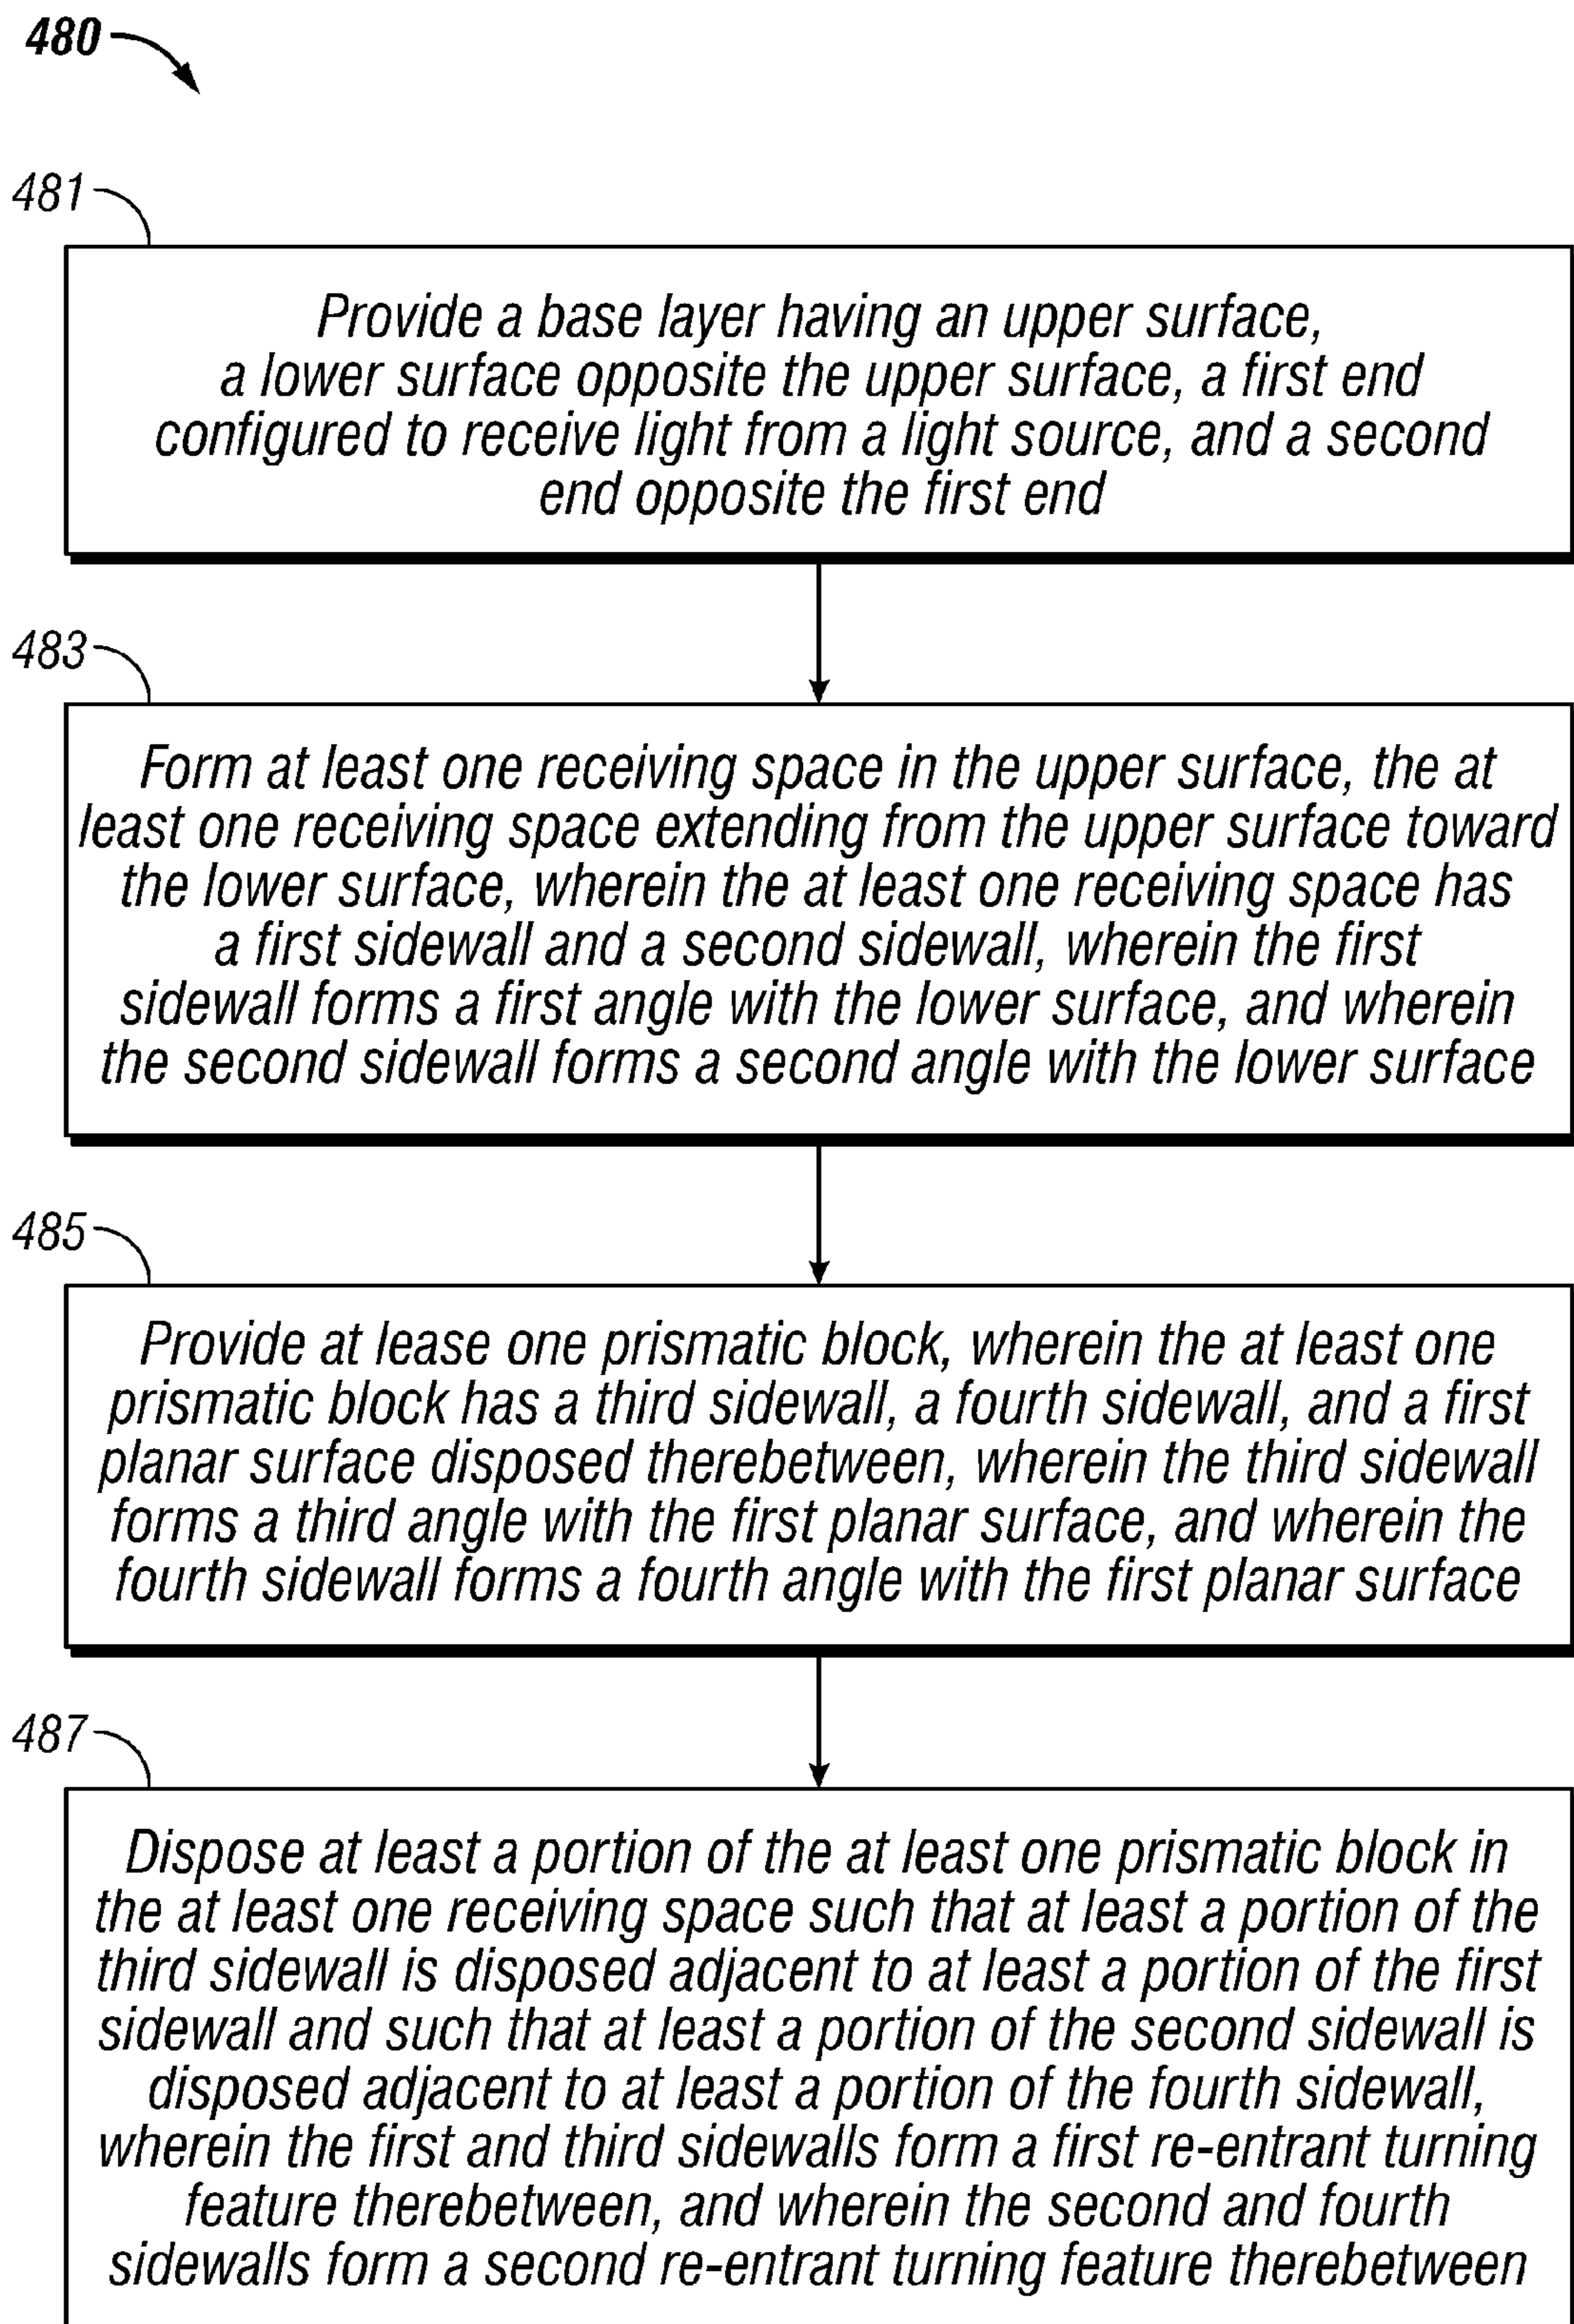 480
481
Provide a base layer having an upper surface,
a lower surface opposite the upper surface, a first end
configured to receive light from a light source, and a second
end opposite the first end
483
Form at least one receiving space in the upper surface, the at
least one receiving space extending from the upper surface toward
the lower surface, wherein the at least one receiving space has
a first sidewall and a second sidewall, wherein the first
sidewall forms a first angle with the lower surface, and wherein
the second sidewall forms a second angle with the lower surface
485
Provide at lease one prismatic block, wherein the at least one
prismatic block has a third sidewall, a fourth sidewall, and a first
planar surface disposed therebetween, wherein the third sidewall
forms a third angle with the first planar surface, and wherein the
fourth sidewall forms a fourth angle with the first planar surface
487
Dispose at least a portion of the at least one prismatic block in
the at least one receiving space such that at least a portion of the
third sidewall is disposed adjacent to at least a portion of the first
sidewall and such that at least a portion of the second sidewall is
disposed adjacent to at least a portion of the fourth sidewall,
wherein the first and third sidewalls form a first re-entrant turning
feature therebetween, and wherein the second and fourth
sidewalls form a second re-entrant turning feature therebetween